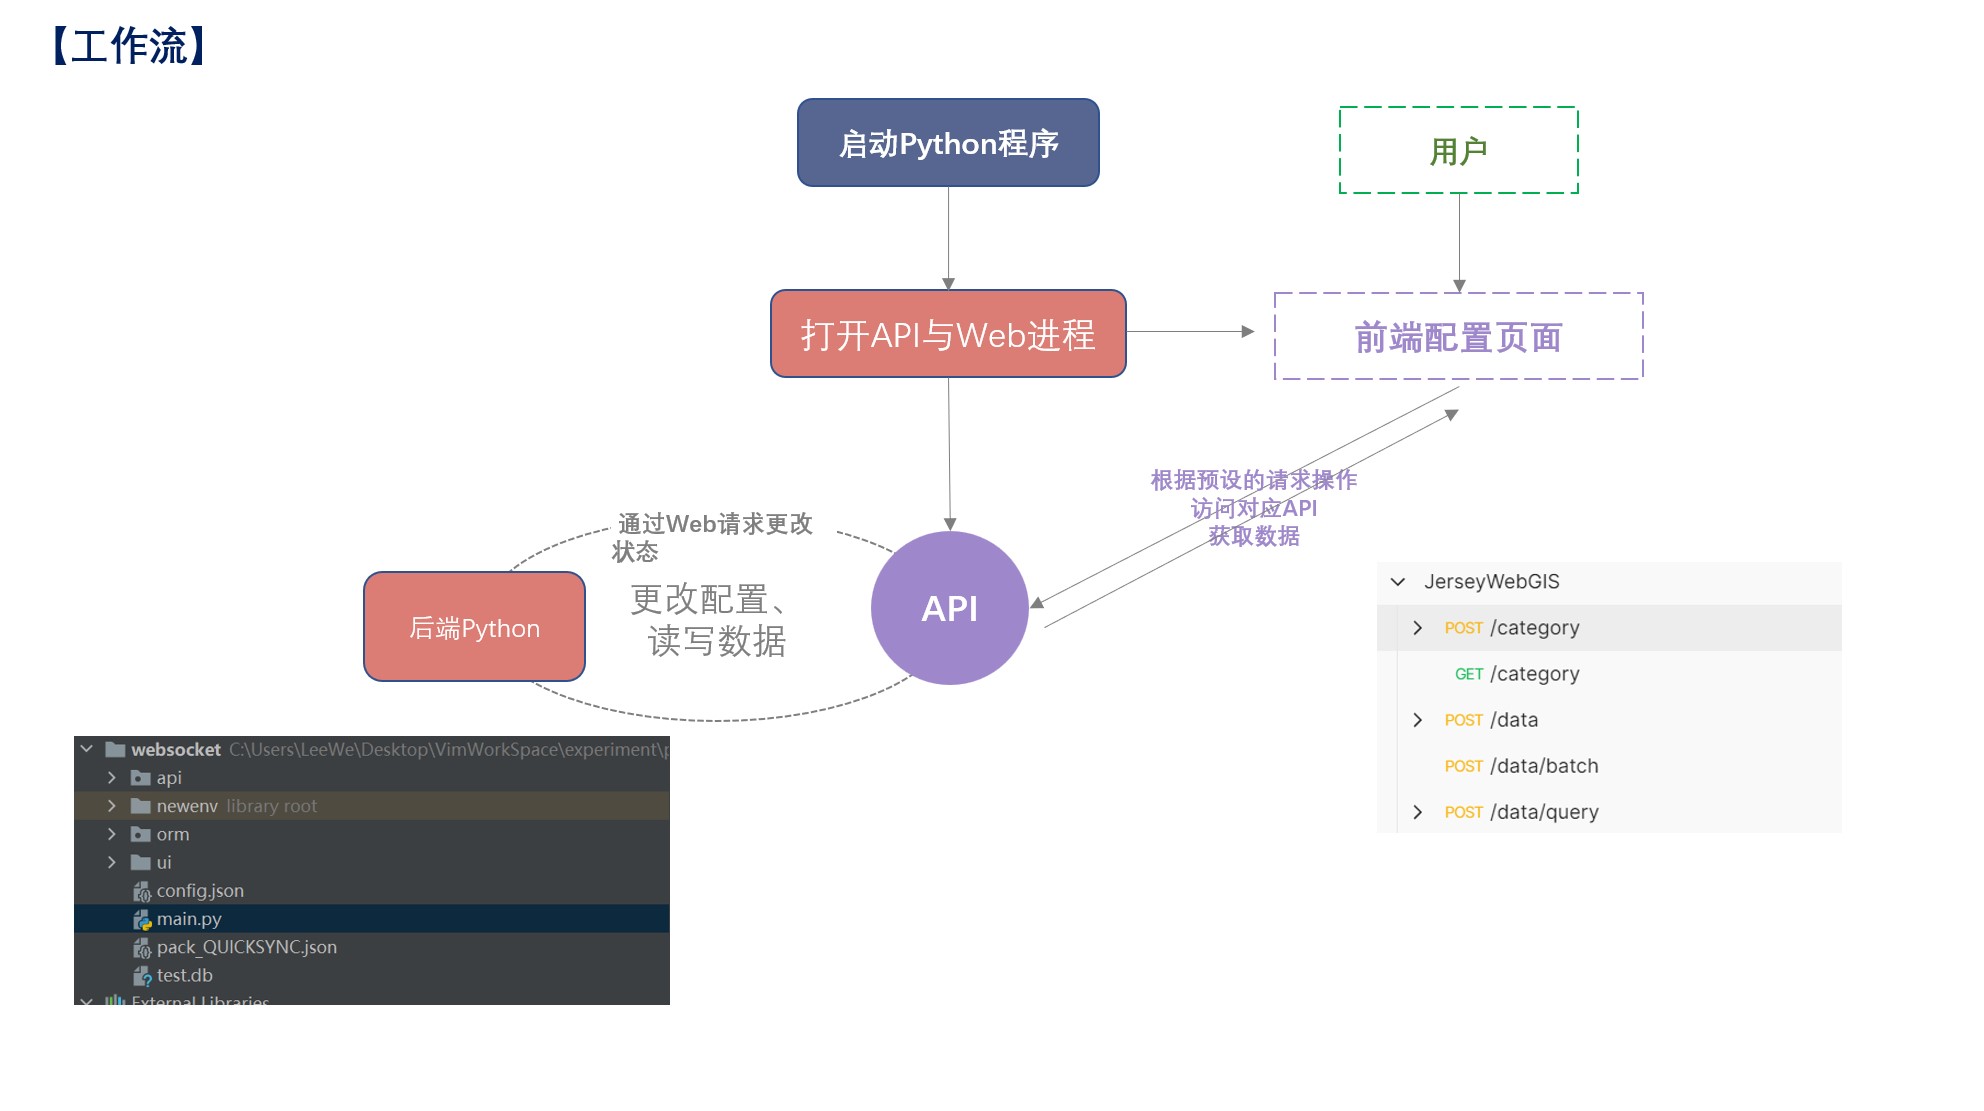 【工作流】
启动Python程序
用户
打开API与Web进程
前端配置页面
根据预设的请求操作
访问对应API
获取数据
通过Web请求更改
状态
更改配置、
读写数据
API
后端Python
JerseyWebGIS
POST /category
GET /category
POST /data
POST /data/batch
POST /data/query
websocket C:\Users\LeeWe\Desktop\VimWorkSpace\experiment\p
api
newenv library root
orm
ui
config.json
main.py
pack_QUICKSYNC.json
test.db
External Libraries